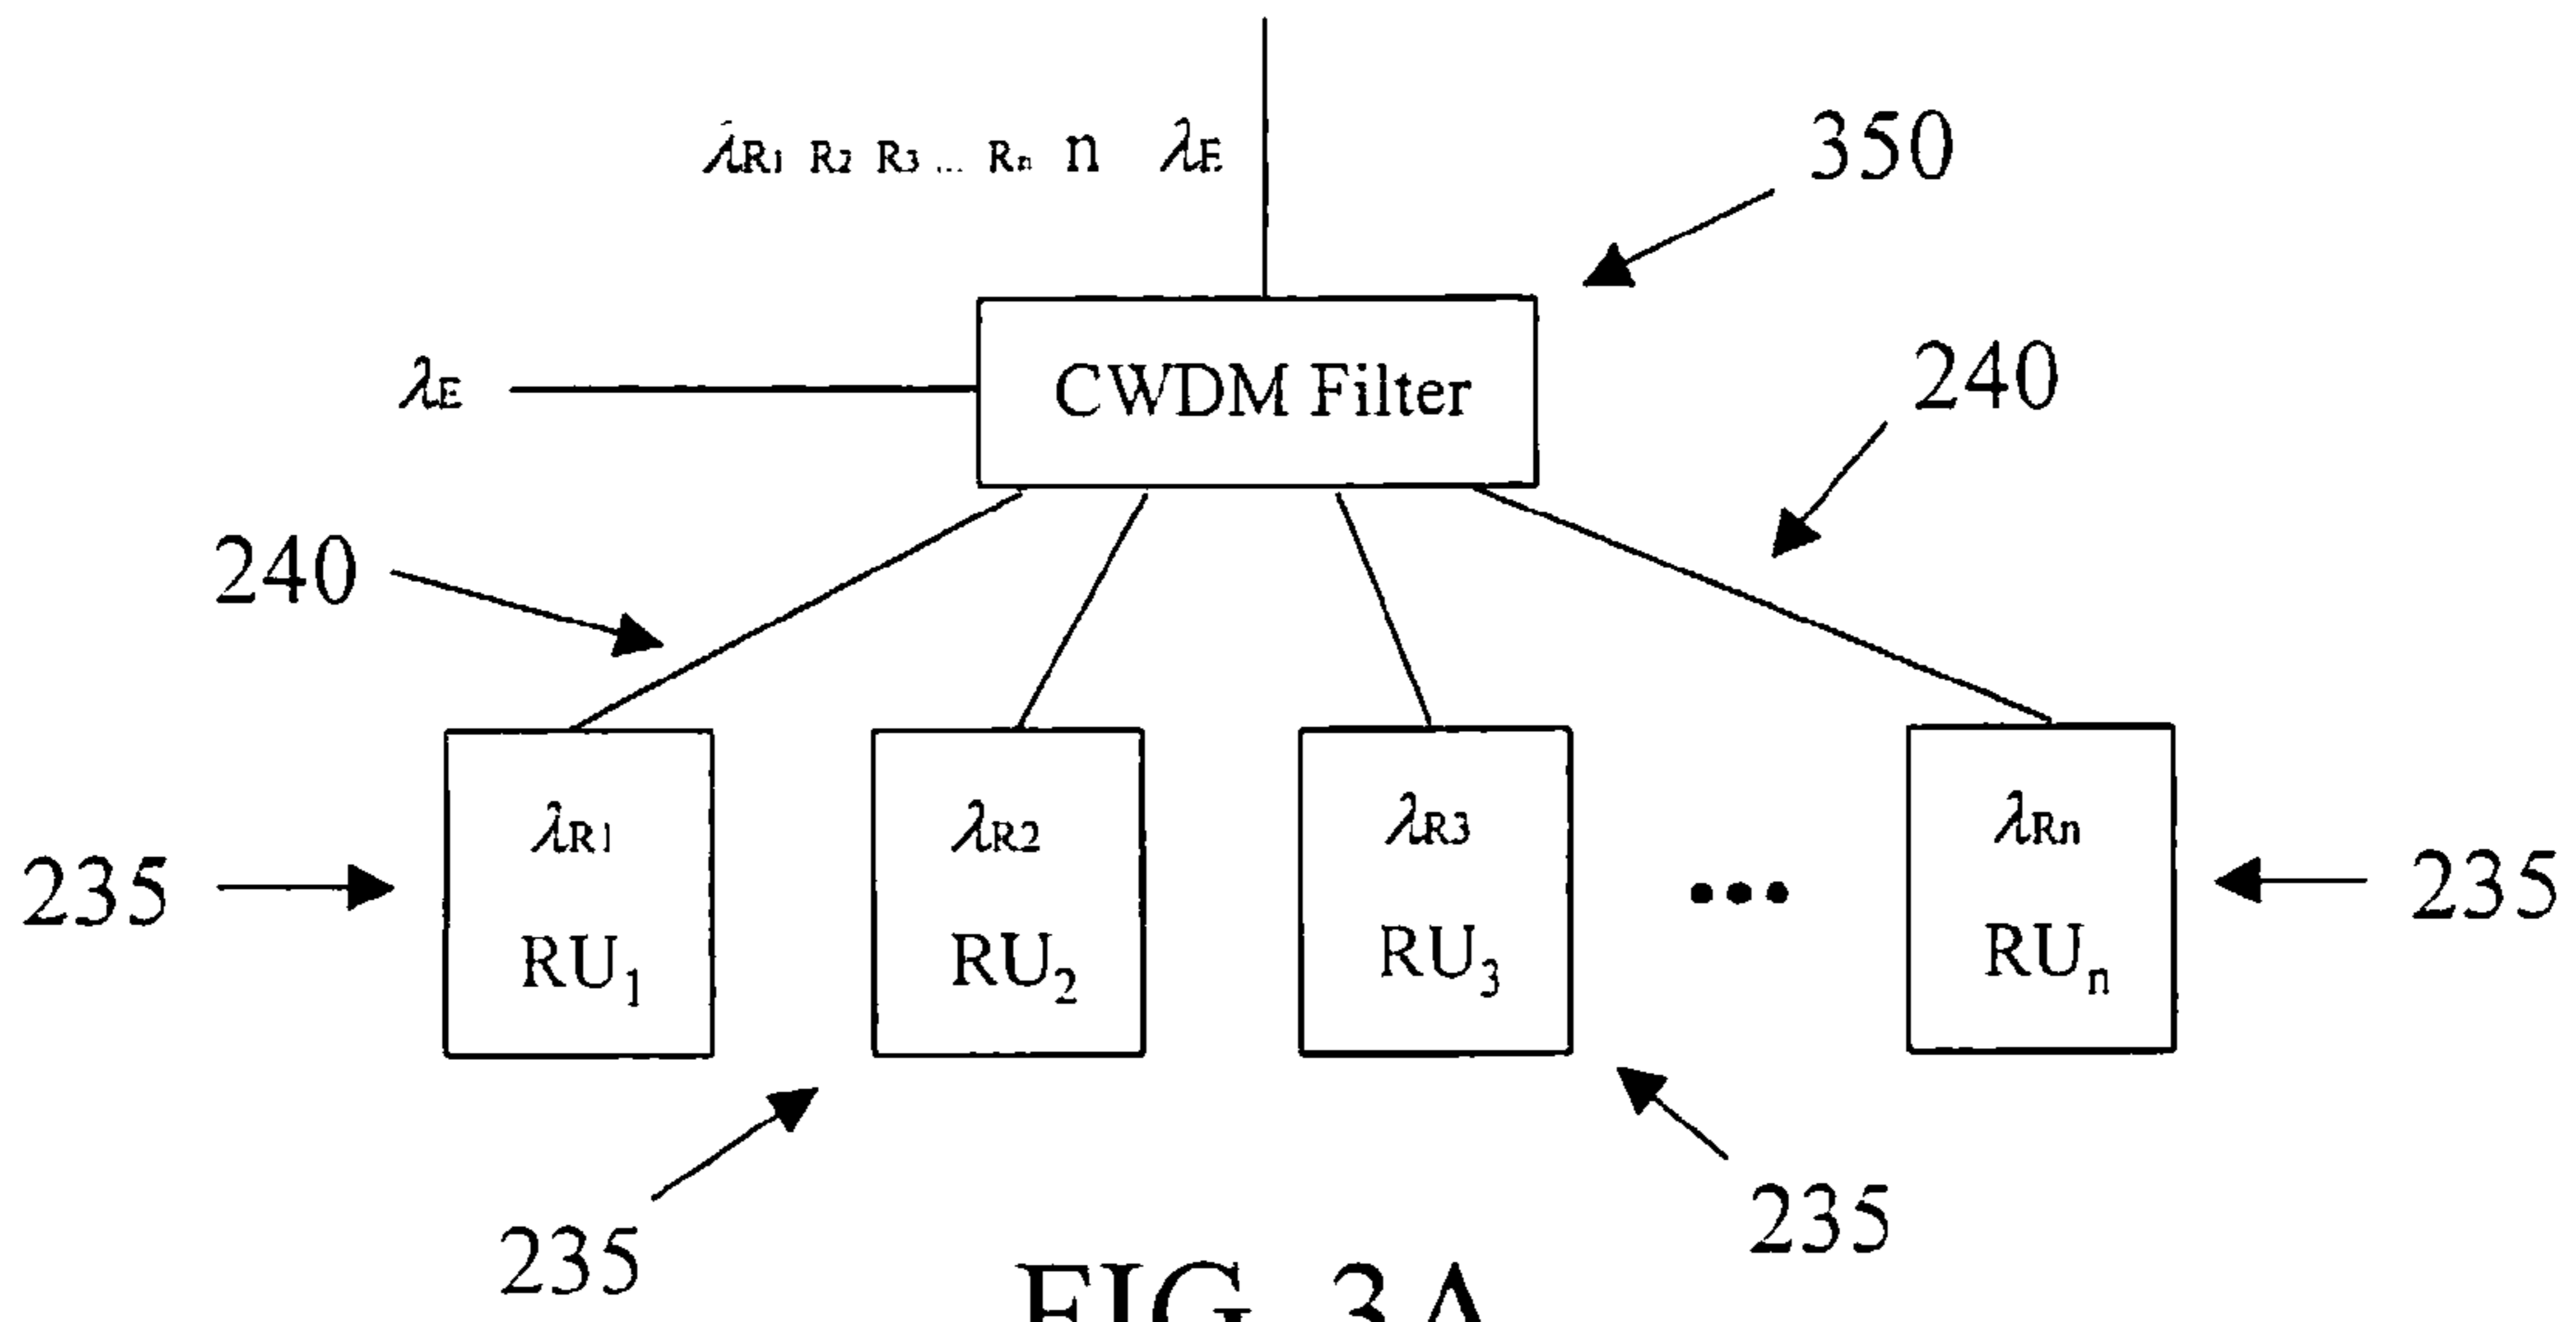 λR1 R2 R3 ... Rn n λE
350
λE
CWDM Filter
240
240
λR1
RU1
λR2
RU2
λR3
RU3
...
λRn
RUn
235
235
235
235
FIG. 3A